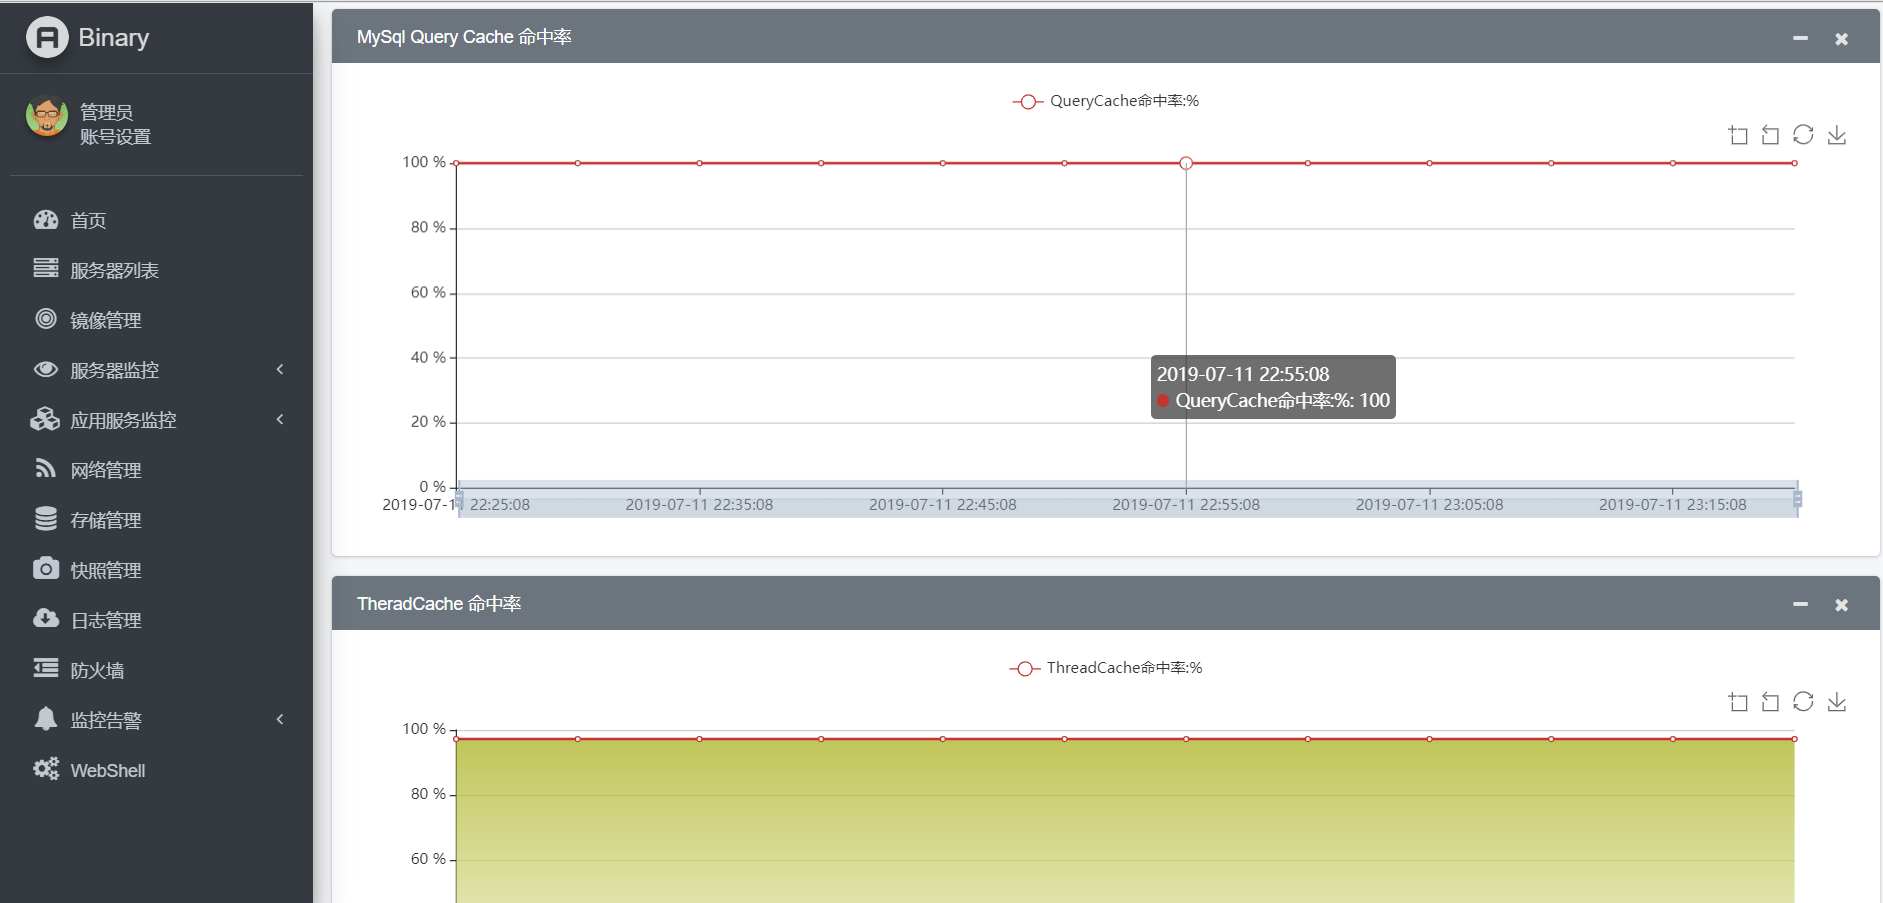 Binary
管理员
账号设置
首页
服务器列表
镜像管理
服务器监控
应用服务监控
网络管理
存储管理
快照管理
日志管理
防火墙
监控告警
WebShell
MySql Query Cache 命中率
QueryCache命中率:%
100 %
80 %
60 %
40 %
20 %
0 %
2019-07-11 22:55:08
QueryCache命中率:%: 100
2019-07-11 22:25:08
2019-07-11 22:35:08
2019-07-11 22:45:08
2019-07-11 22:55:08
2019-07-11 23:05:08
2019-07-11 23:15:08
TheradCache 命中率
ThreadCache命中率:%
100 %
80 %
60 %